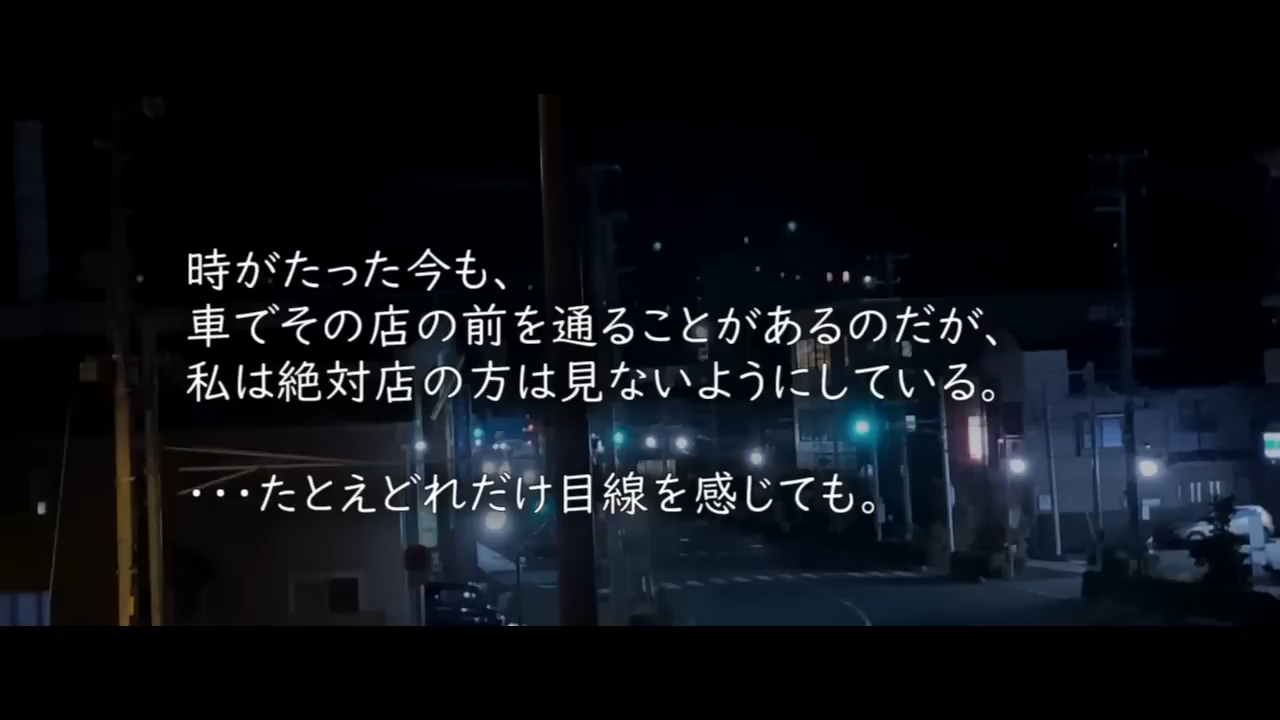 時がたった今も、
車でその店の前を通ることがあるのだが、
私は絶対店の方は見ないようにしている。
・・・たとえどれだけ目線を感じても。